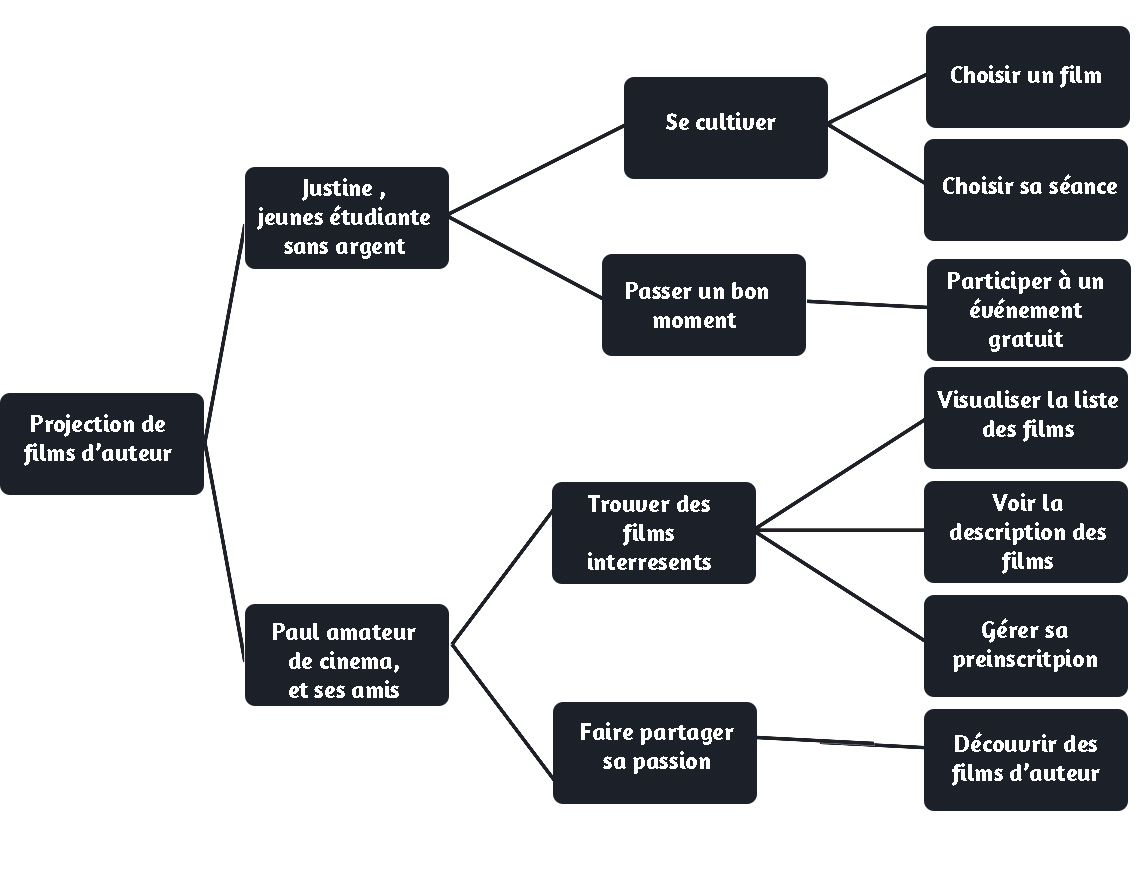 Projection de
films d'auteur
Justine ,
jeunes étudiante
sans argent
Se cultiver
Choisir un film
Choisir sa séance
Passer un bon
moment
Participer à un
événement
gratuit
Paul amateur
de cinema,
et ses amis
Trouver des
films
interresents
Visualiser la liste
des films
Voir la
description des
films
Gérer sa
preinscritpion
Faire partager
sa passion
Découvrir des
films d'auteur